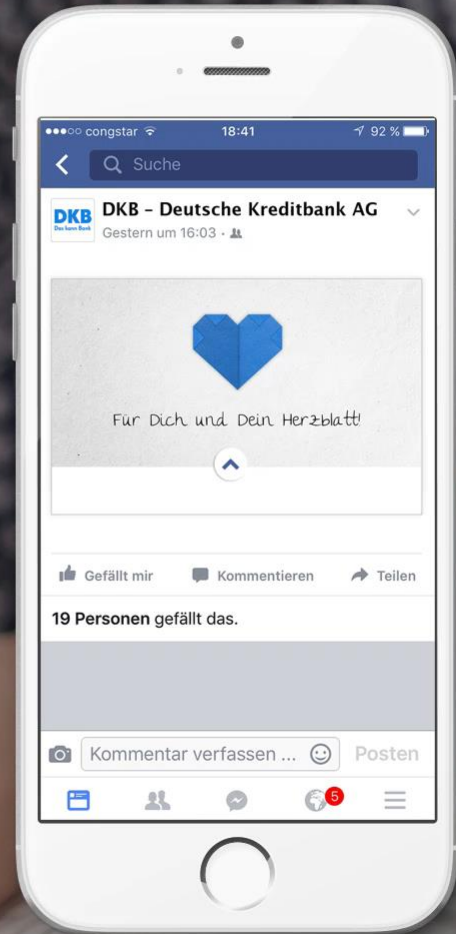 congstar
18:41
92 %
Suche
DKB
Das kann Bank
DKB – Deutsche Kreditbank AG
Gestern um 16:03 ·
Für Dich und Dein Herzblatt!
Gefällt mir
Kommentieren
Teilen
19 Personen gefällt das.
Kommentar verfassen ...
Posten
5